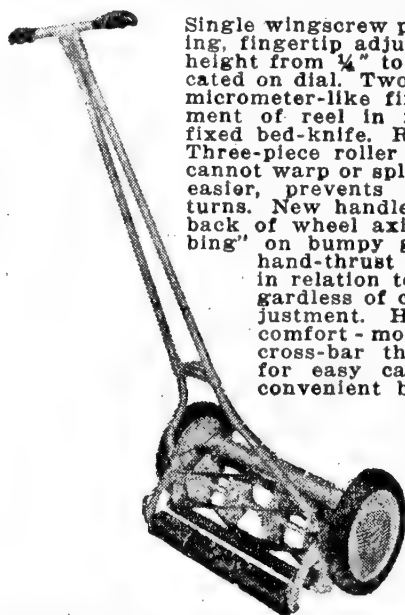 Single wingscrew
ing, fingertip adju
height from ¼" to
cated on dial. Two
micrometer-like fi
ment of reel in
fixed bed-knife.
Three-piece roller
cannot warp or spl
easier, prevents
turns. New handle
back of wheel axi
bing" on bumpy
hand-thrust
in relation to
gardless of
justment. H
comfort - mo
cross-bar th
for easy ca
convenient b